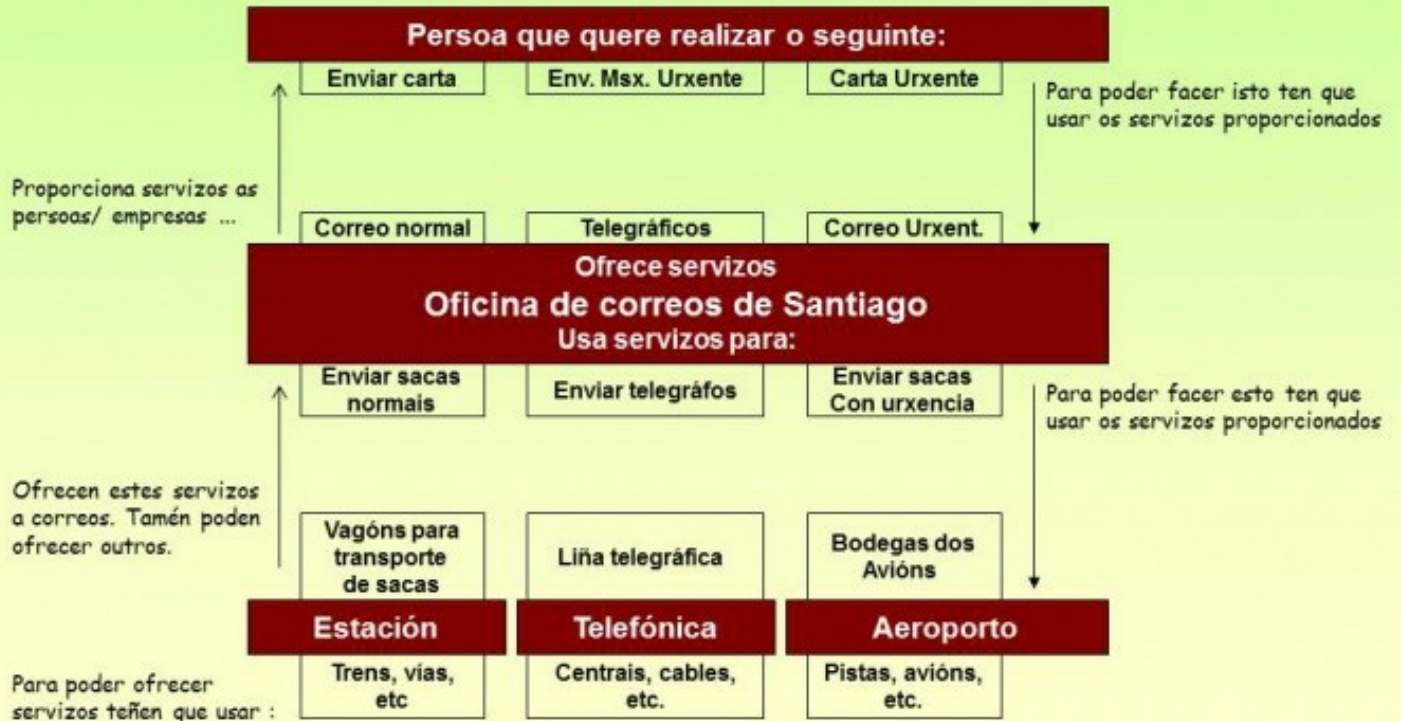 Persoa que quere realizar o seguinte:
Enviar carta
Env. Msx. Urxente
Carta Urxente
Para poder facer isto ten que
usar os servizos proporcionados
Proporciona servizos as
persoas/ empresas ...
Correo normal
Telegráficos
Correo Urxent.
Ofrece servizos
Oficina de correos de Santiago
Usa servizos para:
Enviar sacas
normais
Enviar telegráfos
Enviar sacas
Con urxencia
Para poder facer esto ten que
usar os servizos proporcionados
Ofrecen estes servizos
a correos. Tamén poden
ofrecer outros.
Vagóns para
transporte
de sacas
Liña telegráfica
Bodegas dos
Avións
Estación
Telefónica
Aeroporto
Para poder ofrecer
servizos teñen que usar :
Trens, vías,
etc
Centrais, cables,
etc.
Pistas, avións,
etc.